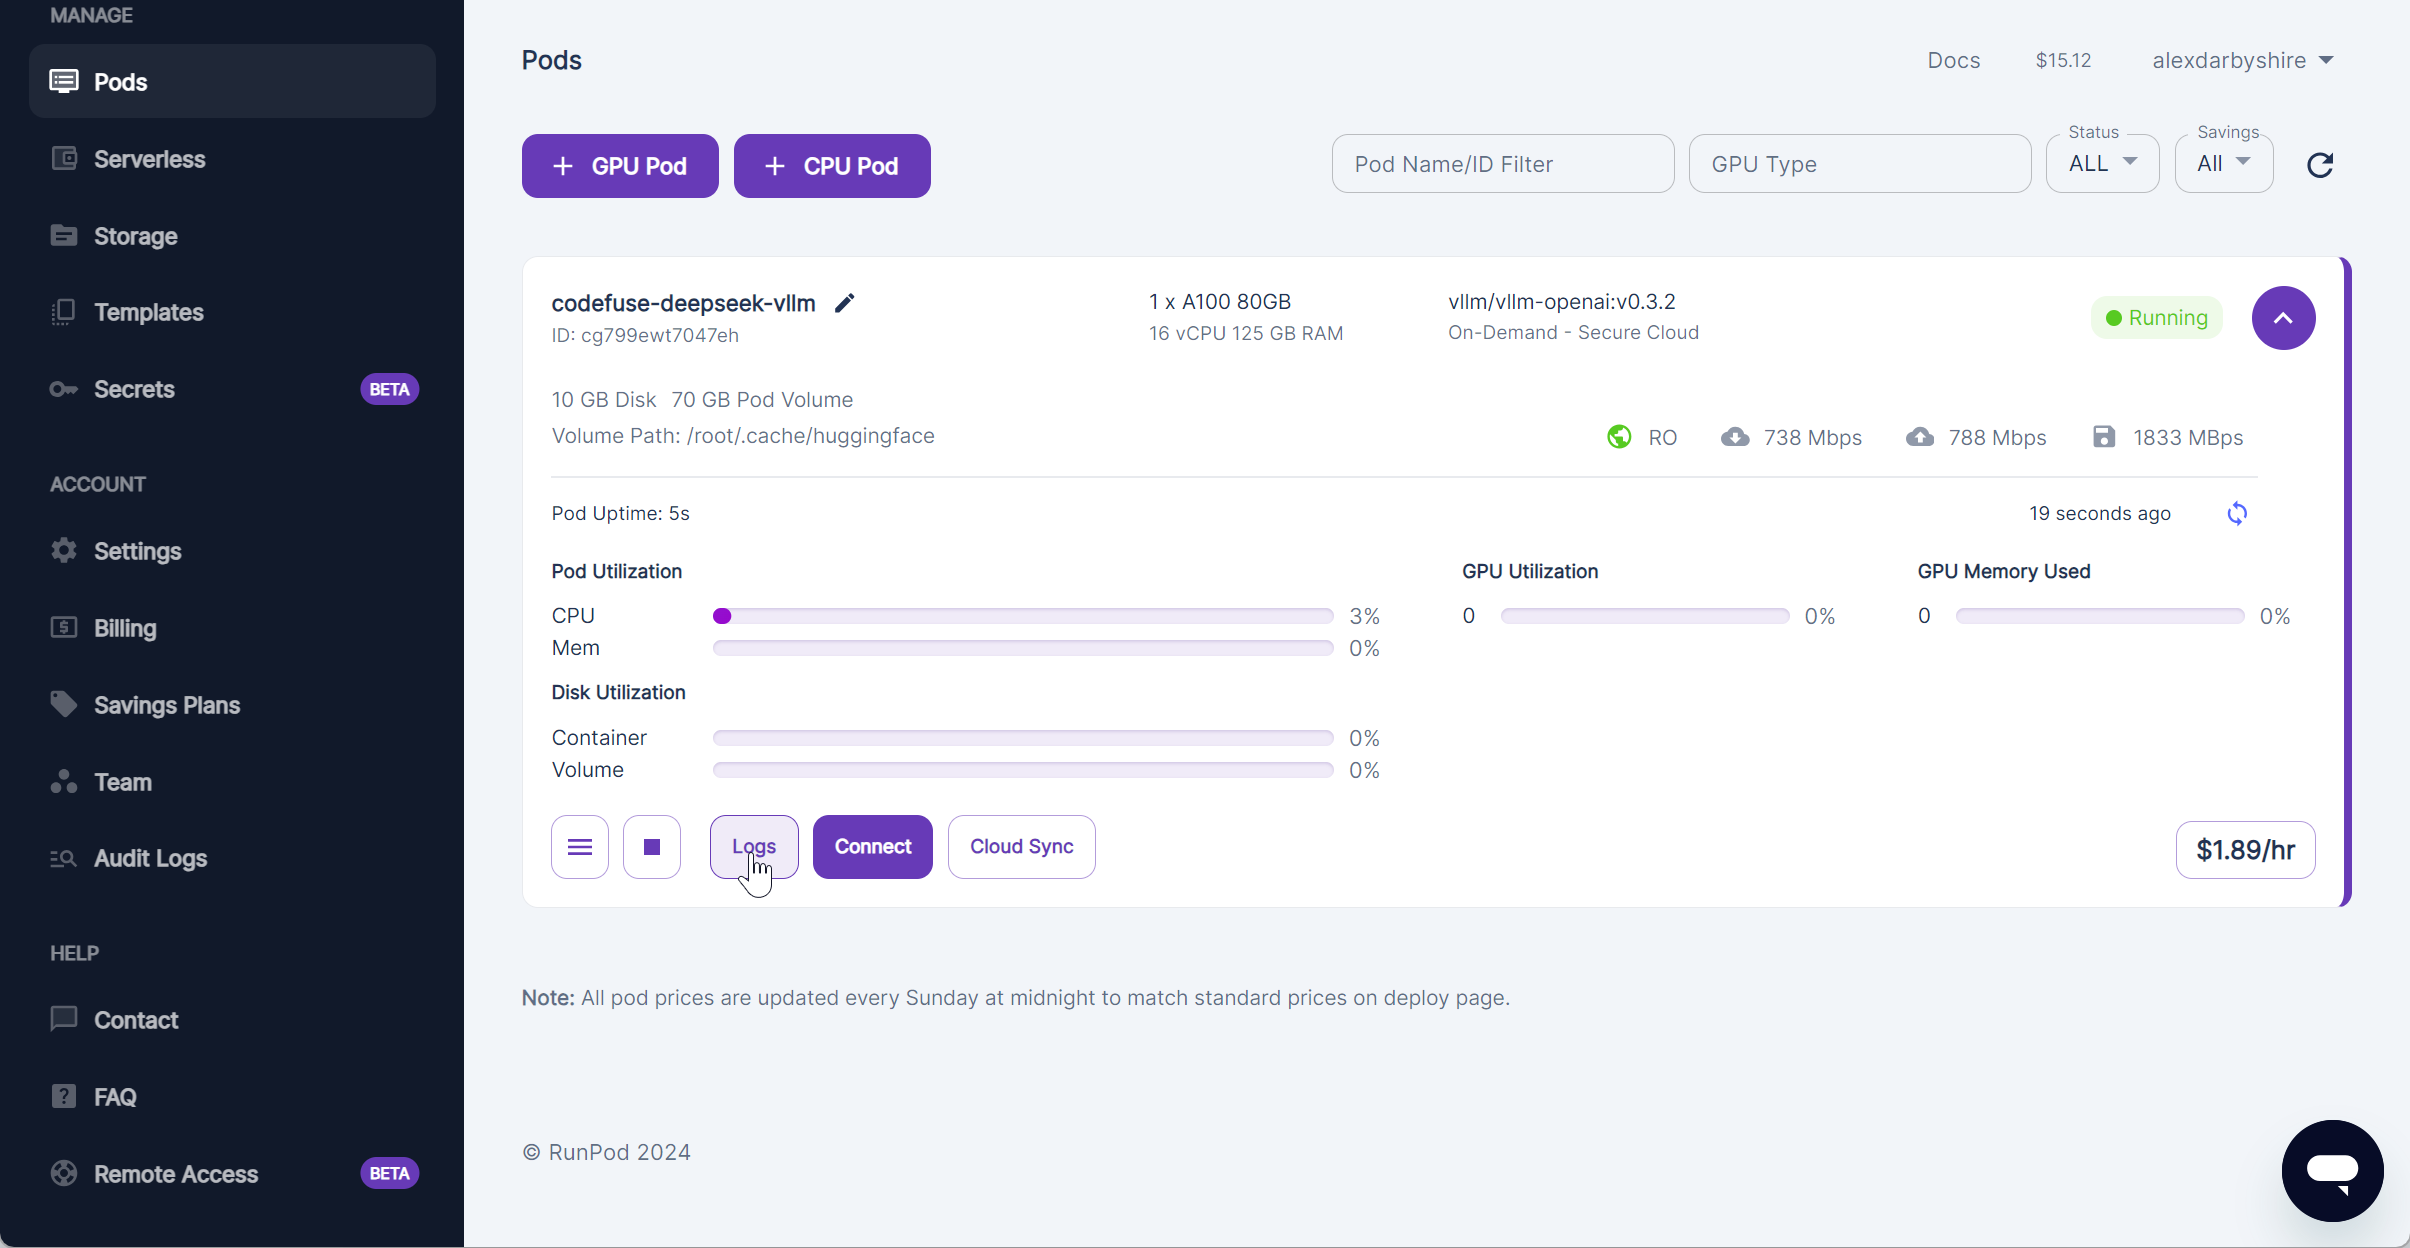 MANAGE
Pods
Serverless
Storage
Templates
Secrets BETA
ACCOUNT
Settings
Billing
Savings Plans
Team
Audit Logs
HELP
Contact
FAQ
Remote Access BETA
Pods
Docs $15.12 alexdarbyshire
+ GPU Pod + CPU Pod
Pod Name/ID Filter GPU Type Status ALL Savings All
codefuse-deepseek-vllm
ID: cg799ewt7047eh
1 x A100 80GB
16 vCPU 125 GB RAM
vllm/vllm-openai:v0.3.2
On-Demand - Secure Cloud
Running
10 GB Disk 70 GB Pod Volume
Volume Path: /root/.cache/huggingface
RO 738 Mbps 788 Mbps 1833 MBps
Pod Uptime: 5s 19 seconds ago
Pod Utilization GPU Utilization GPU Memory Used
CPU 3% 0 0% 0 0%
Mem 0%
Disk Utilization
Container 0%
Volume 0%
Logs Connect Cloud Sync $1.89/hr
Note: All pod prices are updated every Sunday at midnight to match standard prices on deploy page.
© RunPod 2024